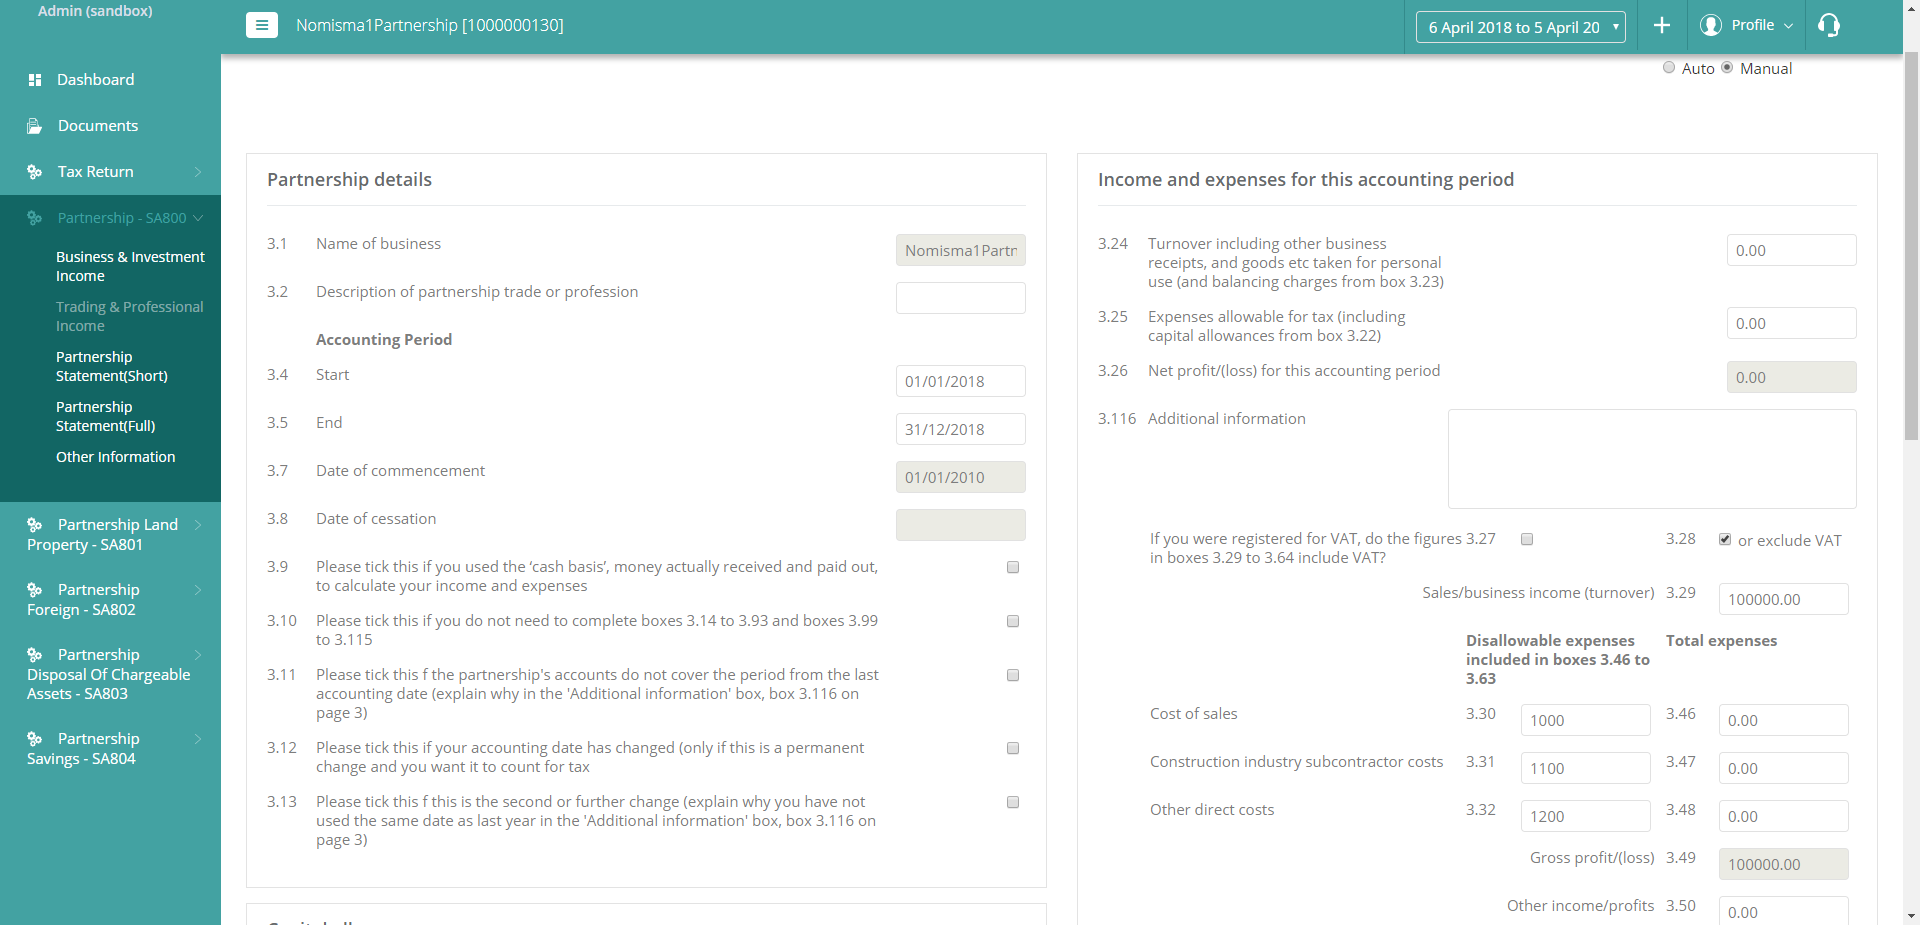 Admin (sandbox)
Nomisma1Partnership [1000000130]
6 April 2018 to 5 April 20
Profile
Auto
Manual
Dashboard
Documents
Tax Return
Partnership - SA800
Business & Investment
Income
Trading & Professional
Income
Partnership
Statement(Short)
Partnership
Statement(Full)
Other Information
Partnership Land
Property - SA801
Partnership
Foreign - SA802
Partnership
Disposal Of Chargeable
Assets - SA803
Partnership
Savings - SA804
Partnership details
3.1 Name of business Nomisma1Partn
3.2 Description of partnership trade or profession
Accounting Period
3.4 Start 01/01/2018
3.5 End 31/12/2018
3.7 Date of commencement 01/01/2010
3.8 Date of cessation
3.9 Please tick this if you used the ‘cash basis’, money actually received and paid out,
to calculate your income and expenses
3.10 Please tick this if you do not need to complete boxes 3.14 to 3.93 and boxes 3.99
to 3.115
3.11 Please tick this f the partnership's accounts do not cover the period from the last
accounting date (explain why in the 'Additional information' box, box 3.116 on
page 3)
3.12 Please tick this if your accounting date has changed (only if this is a permanent
change and you want it to count for tax
3.13 Please tick this f this is the second or further change (explain why you have not
used the same date as last year in the 'Additional information' box, box 3.116 on
page 3)
Income and expenses for this accounting period
3.24 Turnover including other business 0.00
receipts, and goods etc taken for personal
use (and balancing charges from box 3.23)
3.25 Expenses allowable for tax (including 0.00
capital allowances from box 3.22)
3.26 Net profit/(loss) for this accounting period 0.00
3.116 Additional information
If you were registered for VAT, do the figures 3.27 3.28 or exclude VAT
in boxes 3.29 to 3.64 include VAT?
Sales/business income (turnover) 3.29 100000.00
Disallowable expenses Total expenses
included in boxes 3.46 to
3.63
Cost of sales 3.30 1000 3.46 0.00
Construction industry subcontractor costs 3.31 1100 3.47 0.00
Other direct costs 3.32 1200 3.48 0.00
Gross profit/(loss) 3.49 100000.00
Other income/profits 3.50 0.00